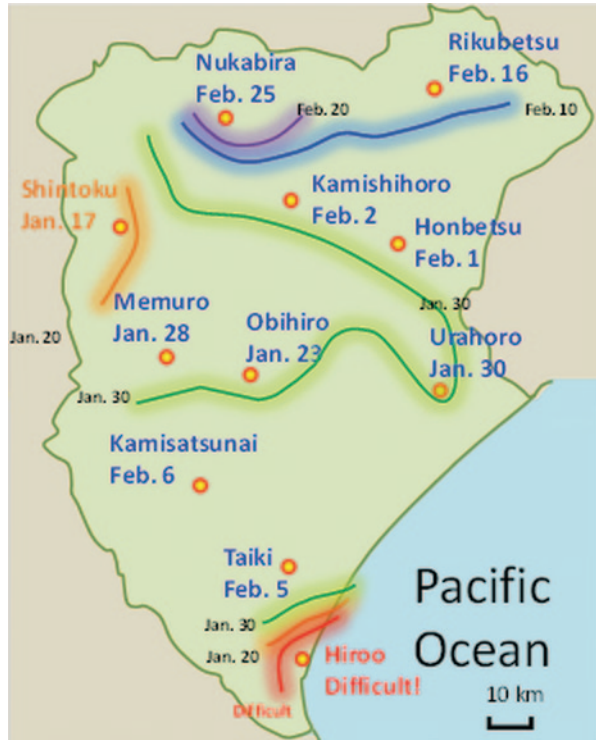 Rikubetsu
Feb. 16
Nukabira
Feb. 25
Feb. 20
Feb. 10
Shintoku
Jan. 17
Kamishihoro
Feb. 2
Honbetsu
Feb. 1
Jan. 30
Memuro
Jan. 28
Obihiro
Jan. 23
Urahoro
Jan. 30
Jan. 20
Jan. 30
Kamisatsunai
Feb. 6
Taiki
Feb. 5
Jan. 30
Jan. 20
Hiroo
Difficult!
Difficult
Pacific
Ocean
10 km